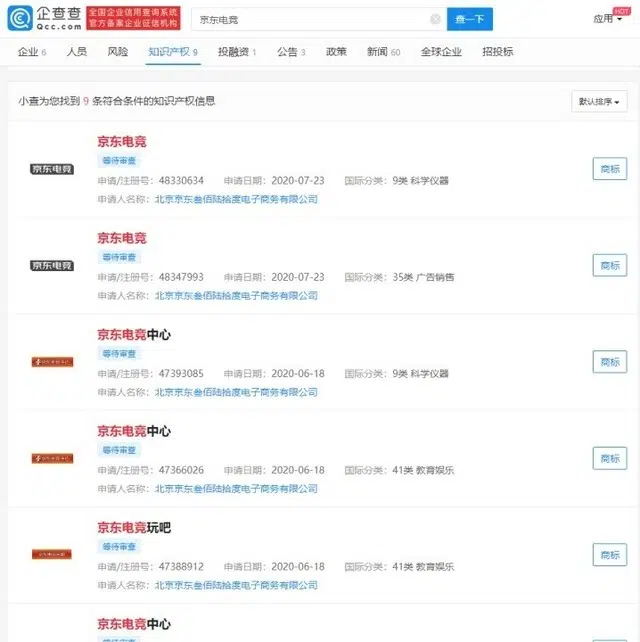 企查查
Qcc.com
全国企业信用查询系统
官方备案企业征信机构
京东电竞
查一下
应用
HOT
企业 6 人员 风险 知识产权 9 投融资 1 公告 3 政策 新闻 60 全球企业 招投标
小查为您找到 9 条符合条件的知识产权信息
默认排序
京东电竞
京东电竞
等待审查
申请/注册号：48330634 申请日期：2020-07-23 国际分类：9类 科学仪器
申请人名称：北京京东叁佰陆拾度电子商务有限公司
商标
京东电竞
京东电竞
等待审查
申请/注册号：48347993 申请日期：2020-07-23 国际分类：35类 广告销售
申请人名称：北京京东叁佰陆拾度电子商务有限公司
商标
京东电竞中心
等待审查
申请/注册号：47393085 申请日期：2020-06-18 国际分类：9类 科学仪器
申请人名称：北京京东叁佰陆拾度电子商务有限公司
商标
京东电竞中心
等待审查
申请/注册号：47366026 申请日期：2020-06-18 国际分类：41类 教育娱乐
申请人名称：北京京东叁佰陆拾度电子商务有限公司
商标
京东电竞玩吧
等待审查
申请/注册号：47388912 申请日期：2020-06-18 国际分类：41类 教育娱乐
申请人名称：北京京东叁佰陆拾度电子商务有限公司
商标
京东电竞中心